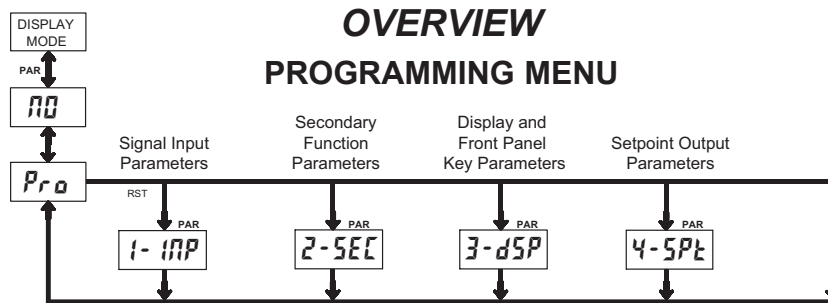 OVERVIEW
PROGRAMMING MENU
DISPLAY
MODE
PAR
NO
Pro
Signal Input
Parameters
Secondary
Function
Parameters
Display and
Front Panel
Key Parameters
Setpoint Output
Parameters
RST
PAR
1-INP
PAR
2-SEC
PAR
3-dSP
PAR
4-SPt